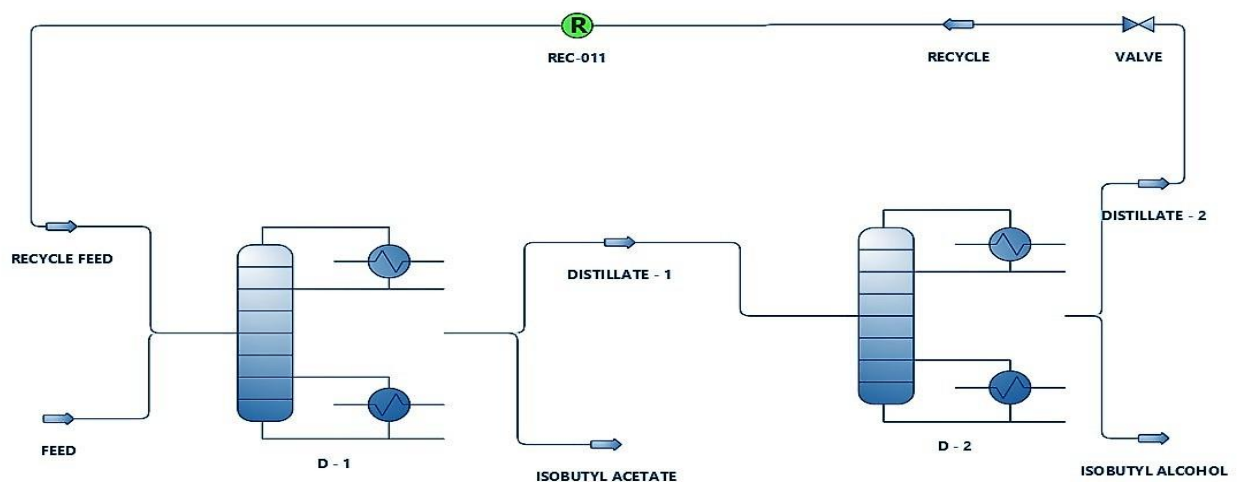 R
REC-011
RECYCLE
VALVE
DISTILLATE - 2
RECYCLE FEED
DISTILLATE - 1
FEED
D - 1
ISOBUTYL ACETATE
D - 2
ISOBUTYL ALCOHOL